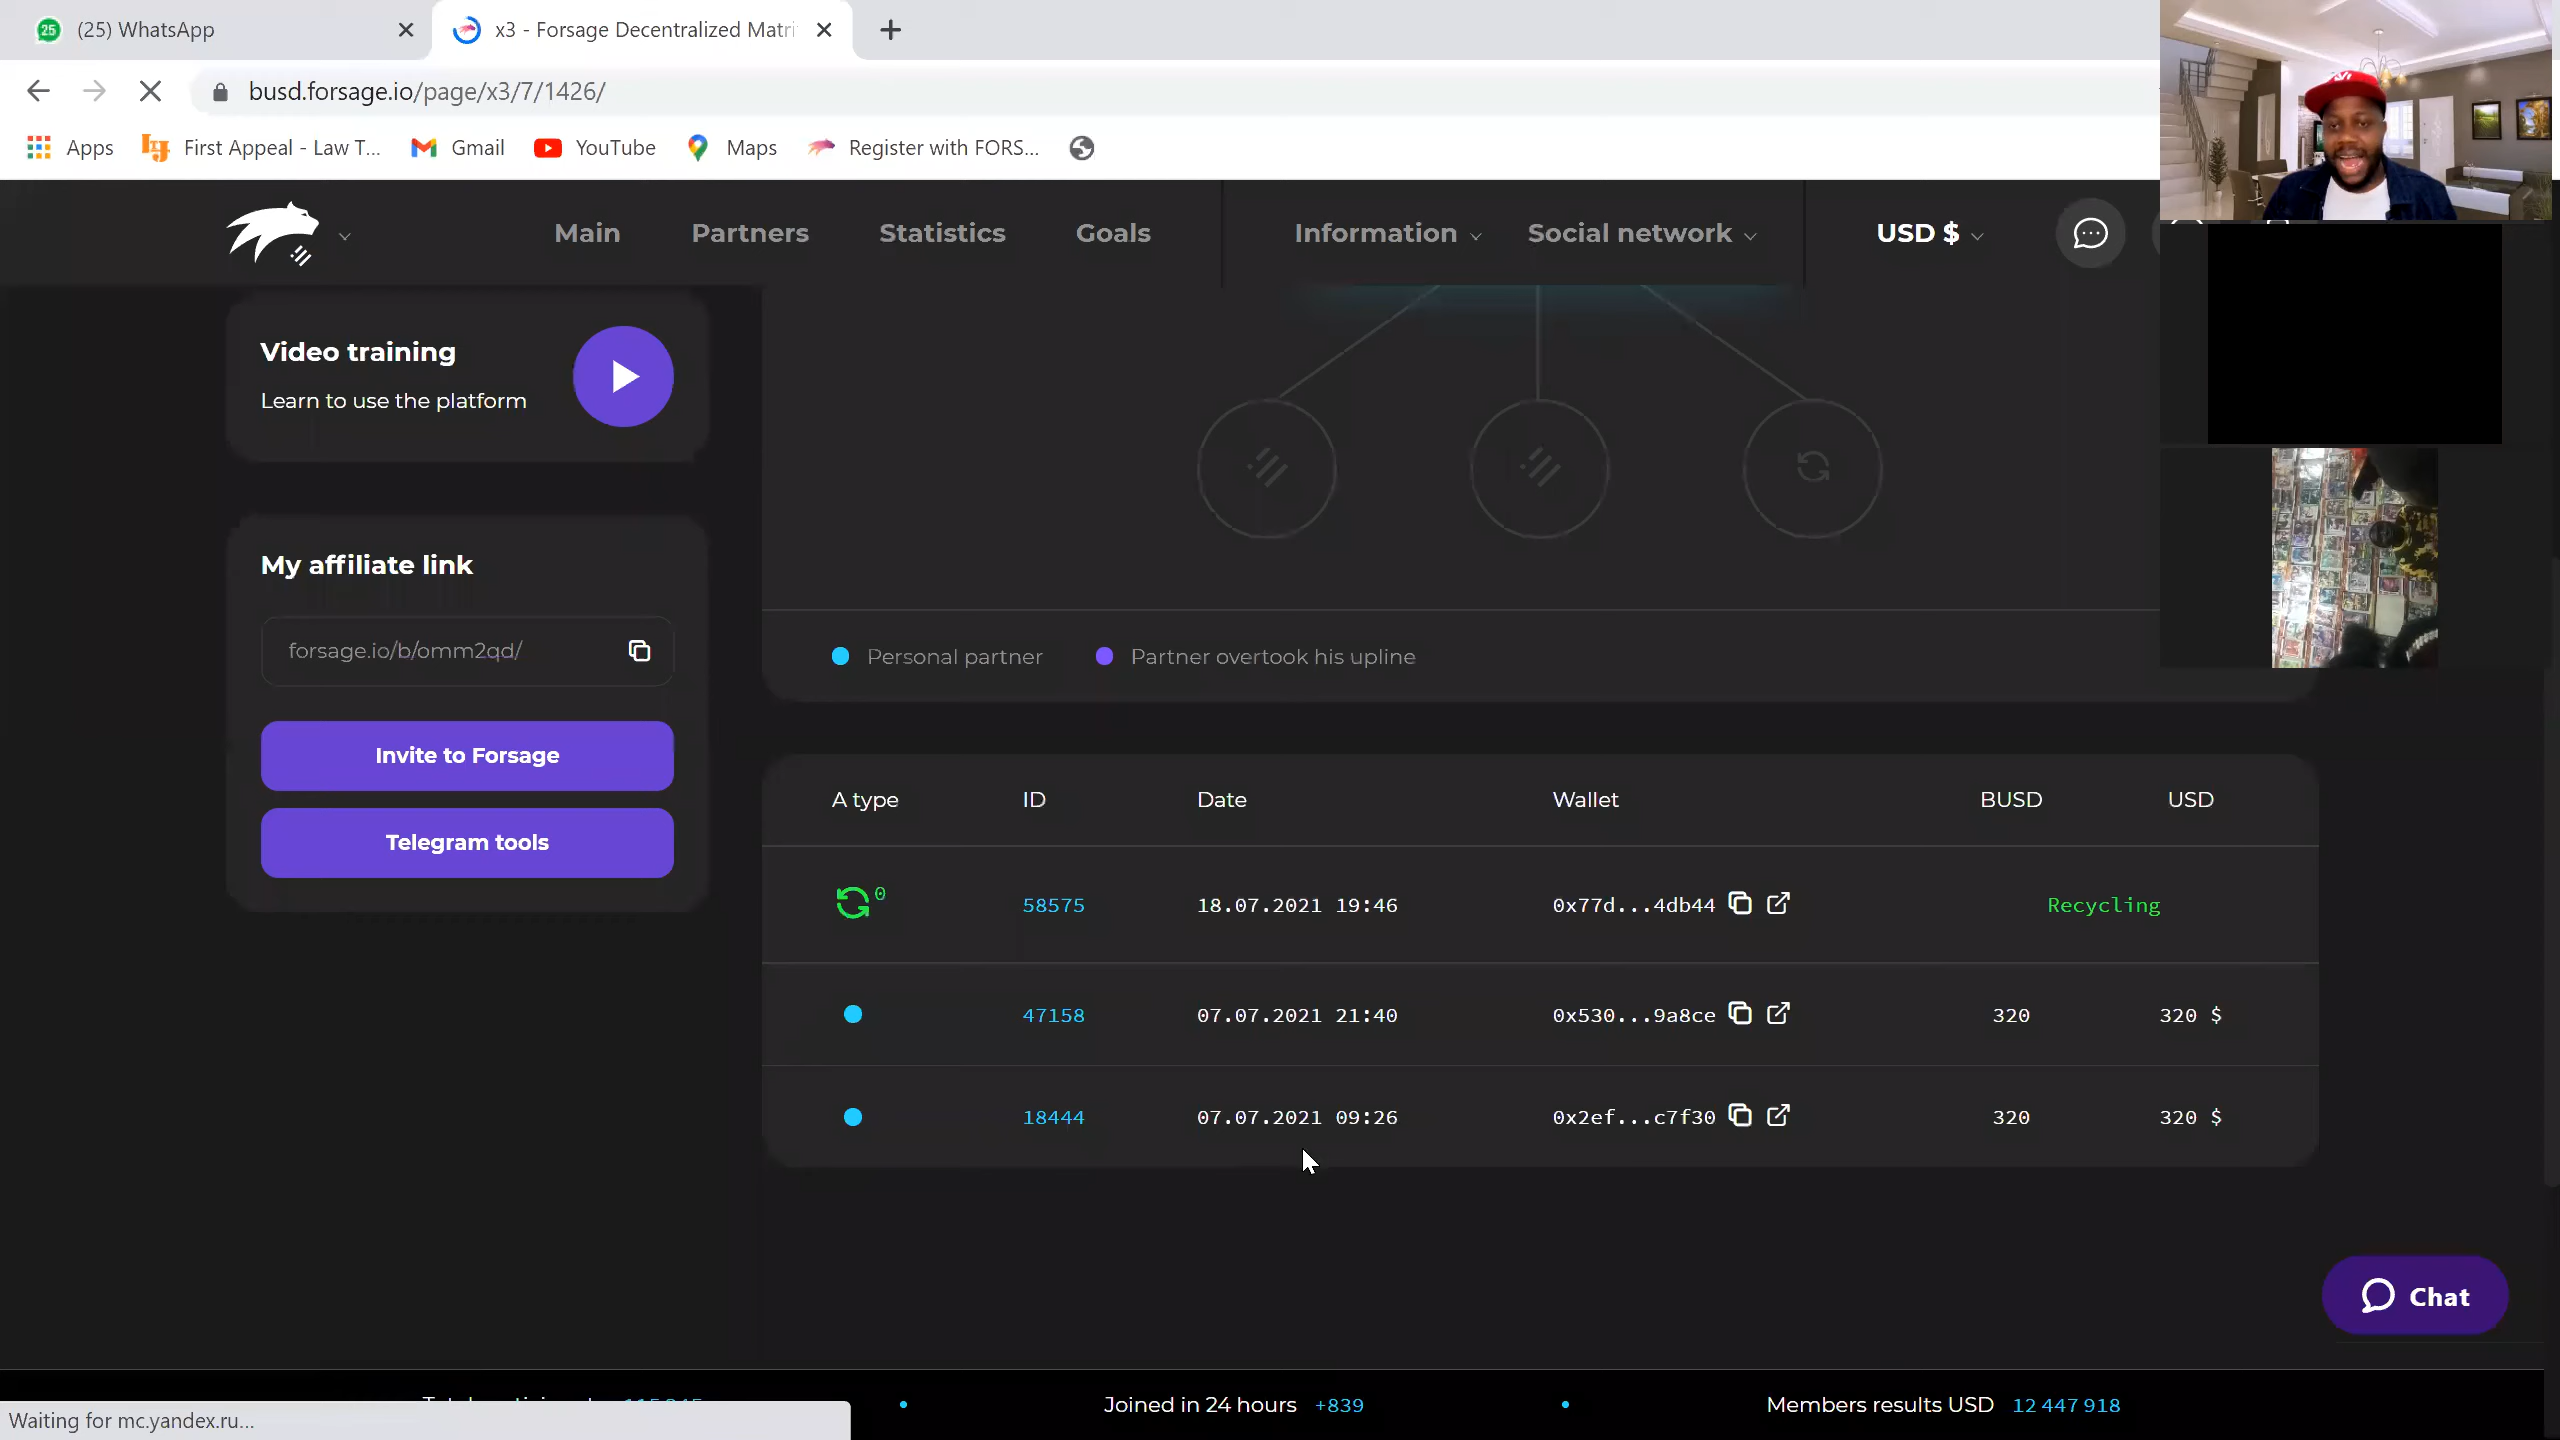 25 (25) WhatsApp
x3 - Forsage Decentralized Matri
busd.forsage.io/page/x3/7/1426/
Apps First Appeal - Law T... Gmail YouTube Maps Register with FORS...
Main Partners Statistics Goals Information Social network USD $
Video training
Learn to use the platform
My affiliate link
forsage.io/b/omm2qd/
Invite to Forsage
Telegram tools
Personal partner Partner overtook his upline
A type ID Date Wallet BUSD USD
0 58575 18.07.2021 19:46 0x77d...4db44 Recycling
47158 07.07.2021 21:40 0x530...9a8ce 320 320 $
18444 07.07.2021 09:26 0x2ef...c7f30 320 320 $
Chat
Joined in 24 hours +839 Members results USD 12 447 918
Waiting for mc.yandex.ru...